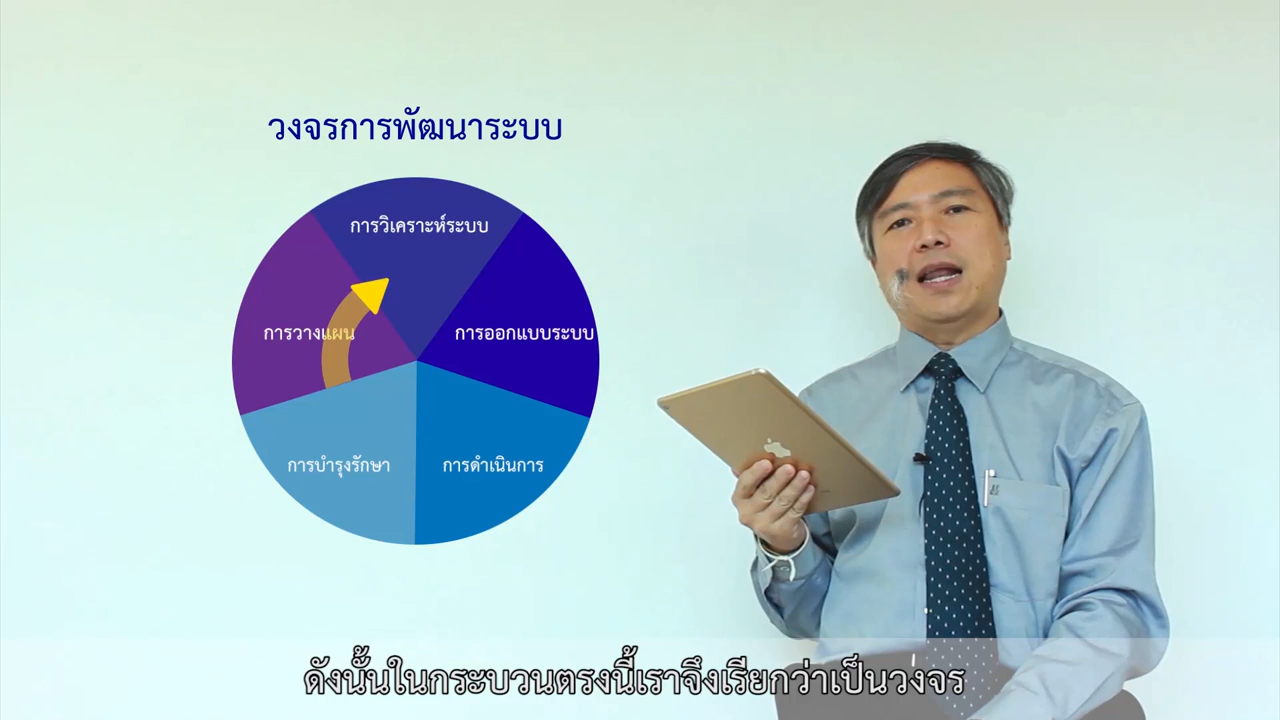 วงจรการพัฒนาระบบ
การวิเคราะห์ระบบ
การวางแผน
การออกแบบระบบ
การบำรุงรักษา
การดำเนินการ
ดังนั้นในกระบวนตรงนี้เราจึงเรียกว่าเป็นวงจร